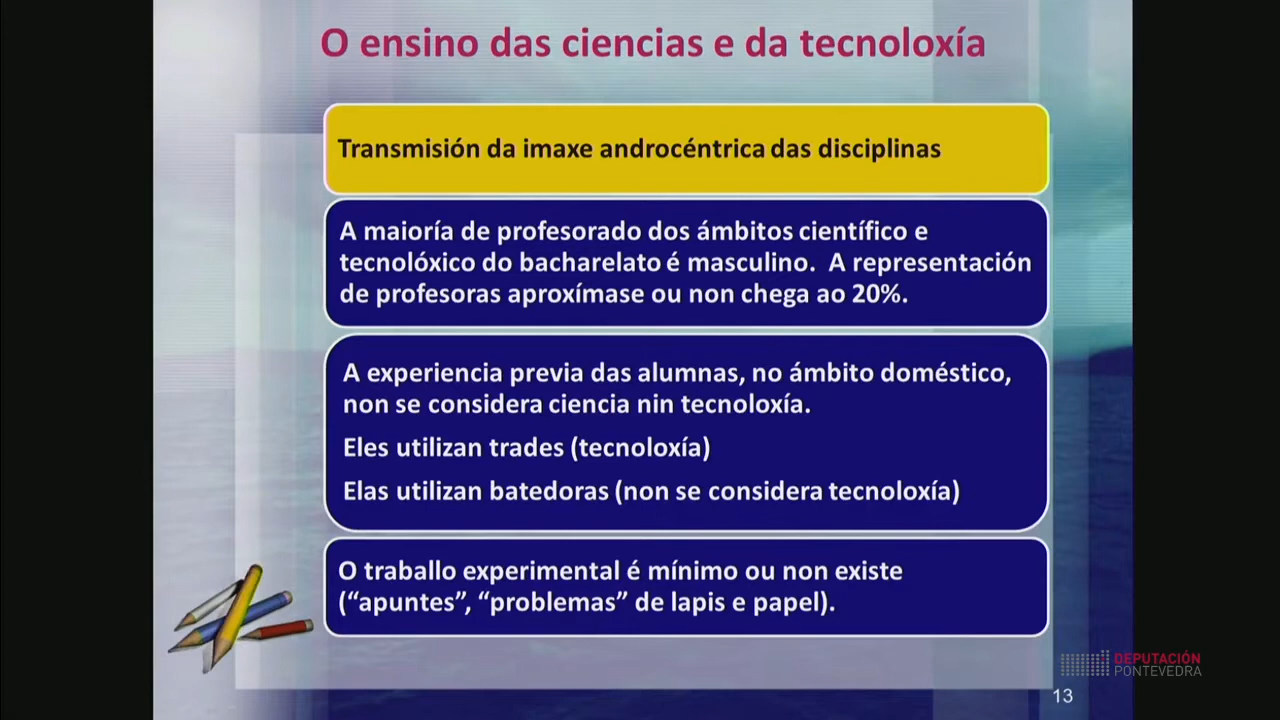 O ensino das ciencias e da tecnoloxía
Transmisión da imaxe androcéntrica das disciplinas
A maioría de profesorado dos ámbitos científico e
tecnolóxico do bacharelato é masculino. A representación
de profesoras aproxímase ou non chega ao 20%.
A experiencia previa das alumnas, no ámbito doméstico,
non se considera ciencia nin tecnoloxía.
Eles utilizan trades (tecnoloxía)
Elas utilizan batedoras (non se considera tecnoloxía)
O traballo experimental é mínimo ou non existe
(“apuntes”, “problemas” de lapis e papel).
DEPUTACIÓN
PONTEVEDRA
13